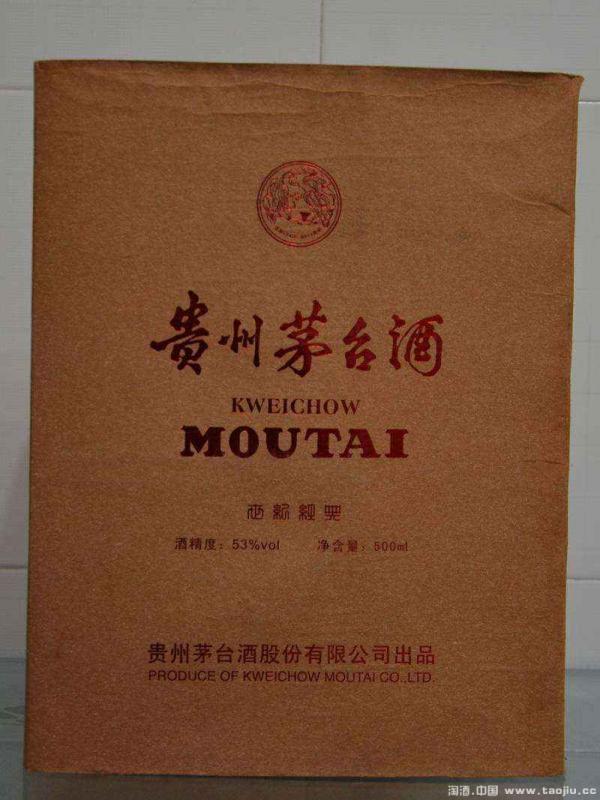 贵州茅台酒
KWEICHOW
MOUTAI
酒精度：53%vol 净含量：500ml
贵州茅台酒股份有限公司出品
PRODUCE OF KWEICHOW MOUTAI CO.,LTD.
淘酒.中国 www.taojiu.cc